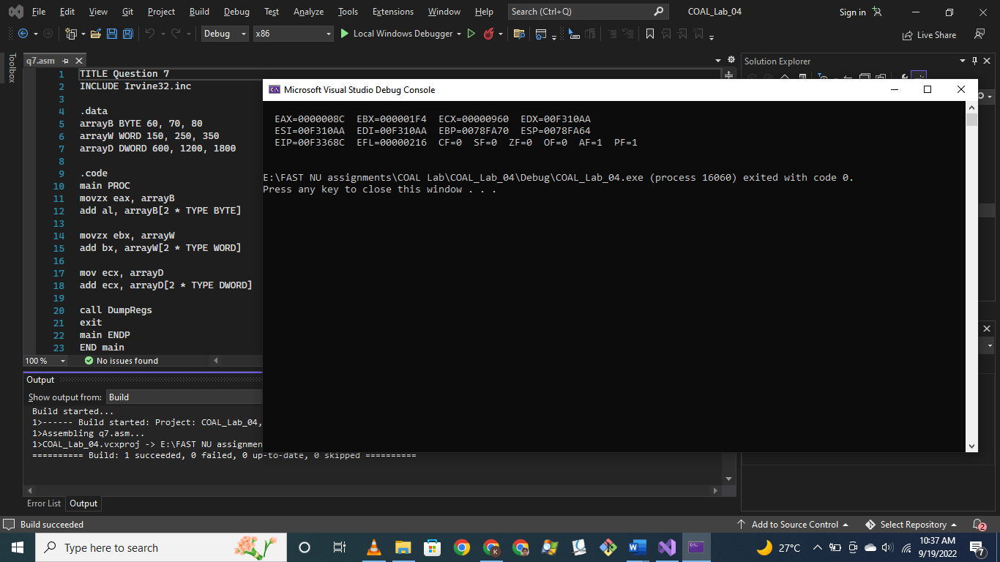 File Edit View Git Project Build Debug Test Analyze Tools Extensions Window Help Search (Ctrl+Q) COAL_Lab_04 Sign in
Debug x86 Local Windows Debugger Live Share
Toolbox
q7.asm
Solution Explorer
1 TITLE Question 7
2 INCLUDE Irvine32.inc
3
4 .data
5 arrayB BYTE 60, 70, 80
6 arrayW WORD 150, 250, 350
7 arrayD DWORD 600, 1200, 1800
8
9 .code
10 main PROC
11 movzx eax, arrayB
12 add al, arrayB[2 * TYPE BYTE]
13
14 movzx ebx, arrayW
15 add bx, arrayW[2 * TYPE WORD]
16
17 mov ecx, arrayD
18 add ecx, arrayD[2 * TYPE DWORD]
19
20 call DumpRegs
21 exit
22 main ENDP
23 END main
100 % No issues found
Microsoft Visual Studio Debug Console
EAX=0000008C EBX=000001F4 ECX=00000960 EDX=00F310AA
ESI=00F310AA EDI=00F310AA EBP=0078FA70 ESP=0078FA64
EIP=00F3368C EFL=00000216 CF=0 SF=0 ZF=0 OF=0 AF=1 PF=1
E:\FAST NU assignments\COAL Lab\COAL_Lab_04\Debug\COAL_Lab_04.exe (process 16060) exited with code 0.
Press any key to close this window . . .
Output
Show output from: Build
Build started...
1>------ Build started: Project: COAL_Lab_04,
1>Assembling q7.asm...
1>COAL_Lab_04.vcxproj -> E:\FAST NU assignmen
========== Build: 1 succeeded, 0 failed, 0 up-to-date, 0 skipped ==========
Error List Output
Build succeeded Add to Source Control Select Repository 2
Type here to search 27°C 10:37 AM
9/19/2022 7